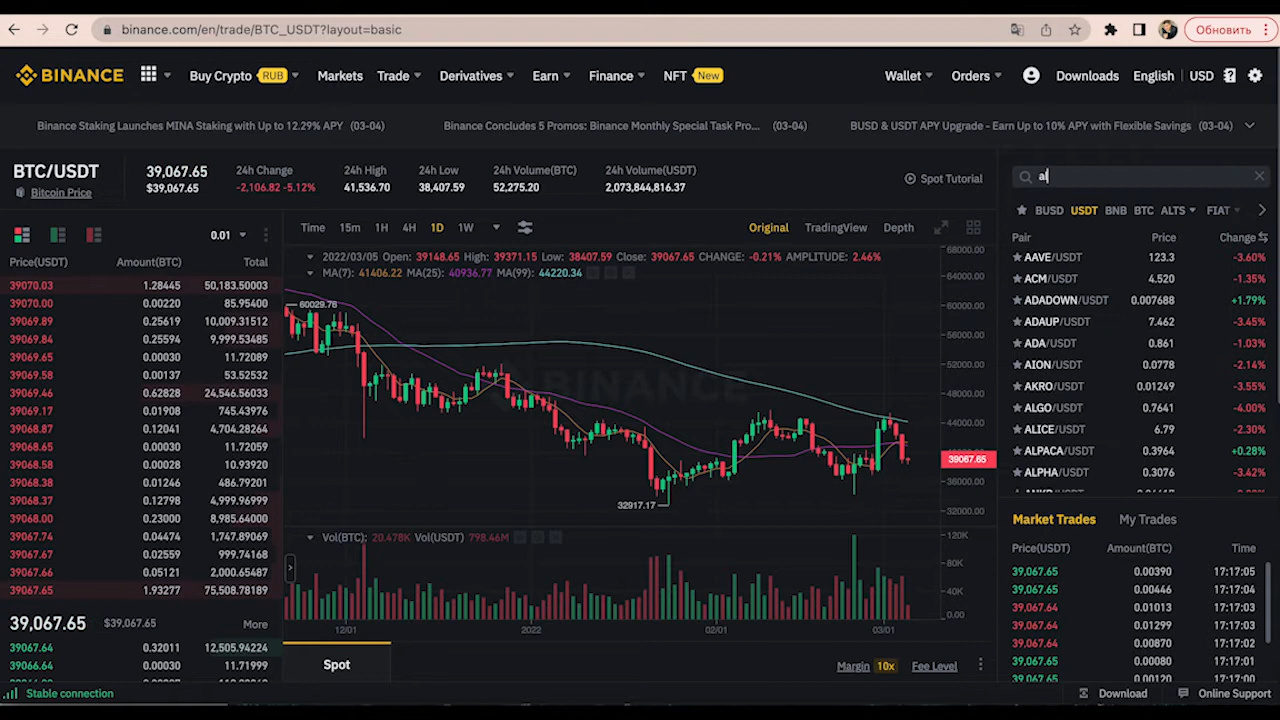 binance.com/en/trade/BTC_USDT?layout=basic
Обновить
BINANCE Buy Crypto RUB Markets Trade Derivatives Earn Finance NFT New Wallet Orders Downloads English USD
Binance Staking Launches MINA Staking with Up to 12.29% APY (03-04) Binance Concludes 5 Promos: Binance Monthly Special Task Pro... (03-04) BUSD & USDT APY Upgrade - Earn Up to 10% APY with Flexible Savings (03-04)
BTC/USDT
Bitcoin Price
39,067.65
$39,067.65
24h Change
-2,106.82 -5.12%
24h High
41,536.70
24h Low
38,407.59
24h Volume(BTC)
52,275.20
24h Volume(USDT)
2,073,844,816.37
Spot Tutorial
0.01
Price(USDT) Amount(BTC) Total
39070.03 1.28445 50,183.50003
39070.00 0.00220 85.95400
39069.89 0.25619 10,009.31512
39069.84 0.25594 9,999.53485
39069.65 0.00030 11.72089
39069.58 0.00137 53.52532
39069.46 0.62828 24,546.56033
39069.17 0.01908 745.43976
39068.87 0.12041 4,704.28264
39068.65 0.00030 11.72059
39068.58 0.00028 10.93920
39068.38 0.01246 486.79201
39068.37 0.12798 4,999.96999
39068.00 0.23000 8,985.64000
39067.74 0.04474 1,747.89069
39067.67 0.02559 999.74168
39067.66 0.05121 2,000.65487
39067.65 1.93277 75,508.78189
39,067.65 $39,067.65 More
39067.64 0.32011 12,505.94224
39066.64 0.00030 11.71999
Stable connection
Time 15m 1H 4H 1D 1W
Original TradingView Depth
2022/03/05 Open: 39148.65 High: 39371.15 Low: 38407.59 Close: 39067.65 CHANGE: -0.21% AMPLITUDE: 2.46%
MA(7): 41406.22 MA(25): 40936.77 MA(99): 44220.34
68000.00
64000.00
60000.00
56000.00
52000.00
48000.00
44000.00
39067.65
36000.00
32000.00
60029.76
BINANCE
32917.17
Vol(BTC): 20.478K Vol(USDT) 798.46M
120K
80K
40K
0.00
12/01 2022 02/01 03/01
Spot
Margin 10x Fee Level
al
BUSD USDT BNB BTC ALTS FIAT
Pair Price Change
AAVE/USDT 123.3 -3.60%
ACM/USDT 4.520 -1.35%
ADADOWN/USDT 0.007688 +1.79%
ADAUP/USDT 7.462 -3.45%
ADA/USDT 0.861 -1.03%
AION/USDT 0.0778 -2.14%
AKRO/USDT 0.01249 -3.55%
ALGO/USDT 0.7641 -4.00%
ALICE/USDT 6.79 -2.30%
ALPACA/USDT 0.3964 +0.28%
ALPHA/USDT 0.3076 -3.42%
Market Trades My Trades
Price(USDT) Amount(BTC) Time
39,067.65 0.00390 17:17:05
39,067.65 0.00446 17:17:04
39,067.64 0.01013 17:17:03
39,067.64 0.01299 17:17:03
39,067.64 0.00870 17:17:02
39,067.65 0.00080 17:17:01
39,067.65 0.00120 17:17:00
Download Online Support